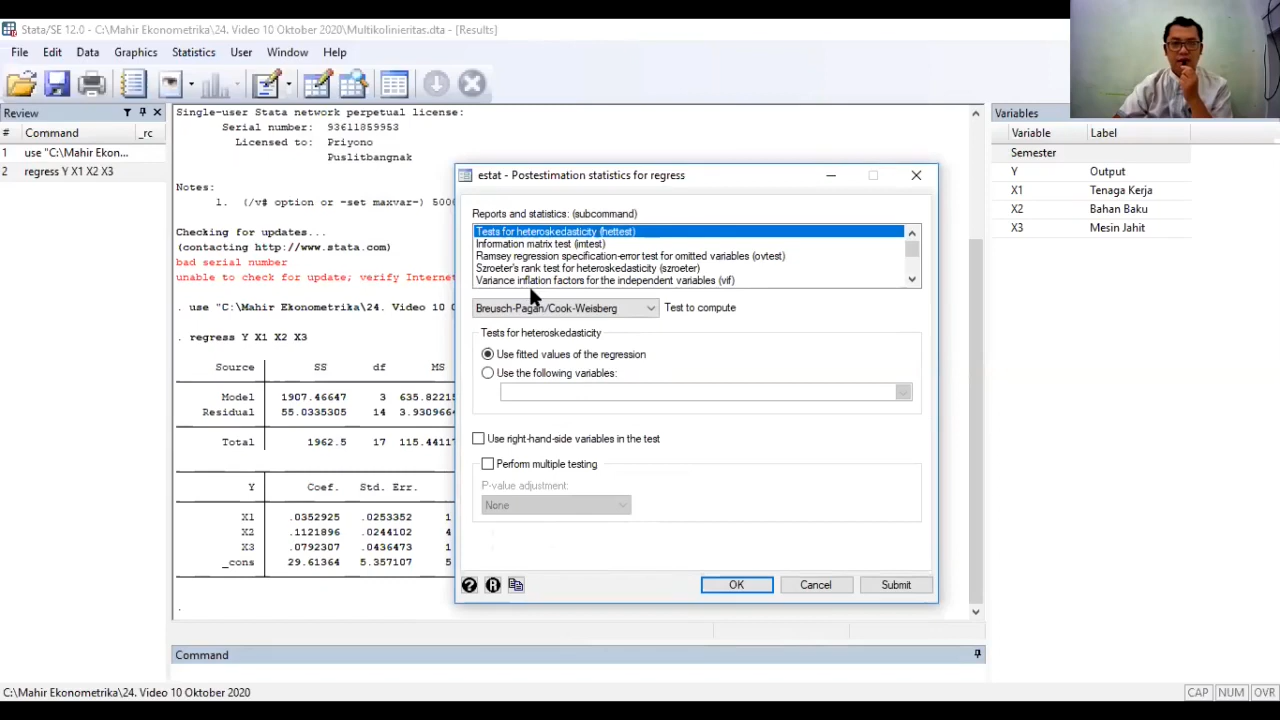 Stata/SE 12.0 - C:\Mahir Ekonometrika\24. Video 10 Oktober 2020\Multikolinieritas.dta - [Results]
File Edit Data Graphics Statistics User Window Help
Review
# Command _rc
1 use "C:\Mahir Ekon...
2 regress Y X1 X2 X3
Single-user Stata network perpetual license:
Serial number: 93611859953
Licensed to: Priyono
Puslitbangnak
Notes:
1. (/v# option or -set maxvar-) 5000
Checking for updates...
(contacting http://www.stata.com)
bad serial number
unable to check for update; verify Internet
. use "C:\Mahir Ekonometrika\24. Video 10 O
. regress Y X1 X2 X3
Source SS df MS
Model 1907.46647 3 635.82215
Residual 55.0335305 14 3.930966
Total 1962.5 17 115.44117
Y Coef. Std. Err.
X1 .0352925 .0253352 1
X2 .1121896 .0244102 4
X3 .0792307 .0436473 1
_cons 29.61364 5.357107 5
.
estat - Postestimation statistics for regress
Reports and statistics: (subcommand)
Tests for heteroskedasticity (hettest)
Information matrix test (imtest)
Ramsey regression specification-error test for omitted variables (ovtest)
Szroeter's rank test for heteroskedasticity (szroeter)
Variance inflation factors for the independent variables (vif)
Breusch-Pagan/Cook-Weisberg Test to compute
Tests for heteroskedasticity
Use fitted values of the regression
Use the following variables:
Use right-hand-side variables in the test
Perform multiple testing
P-value adjustment:
None
OK Cancel Submit
Variables
Variable Label
Semester
Y Output
X1 Tenaga Kerja
X2 Bahan Baku
X3 Mesin Jahit
Command
C:\Mahir Ekonometrika\24. Video 10 Oktober 2020
CAP NUM OVR